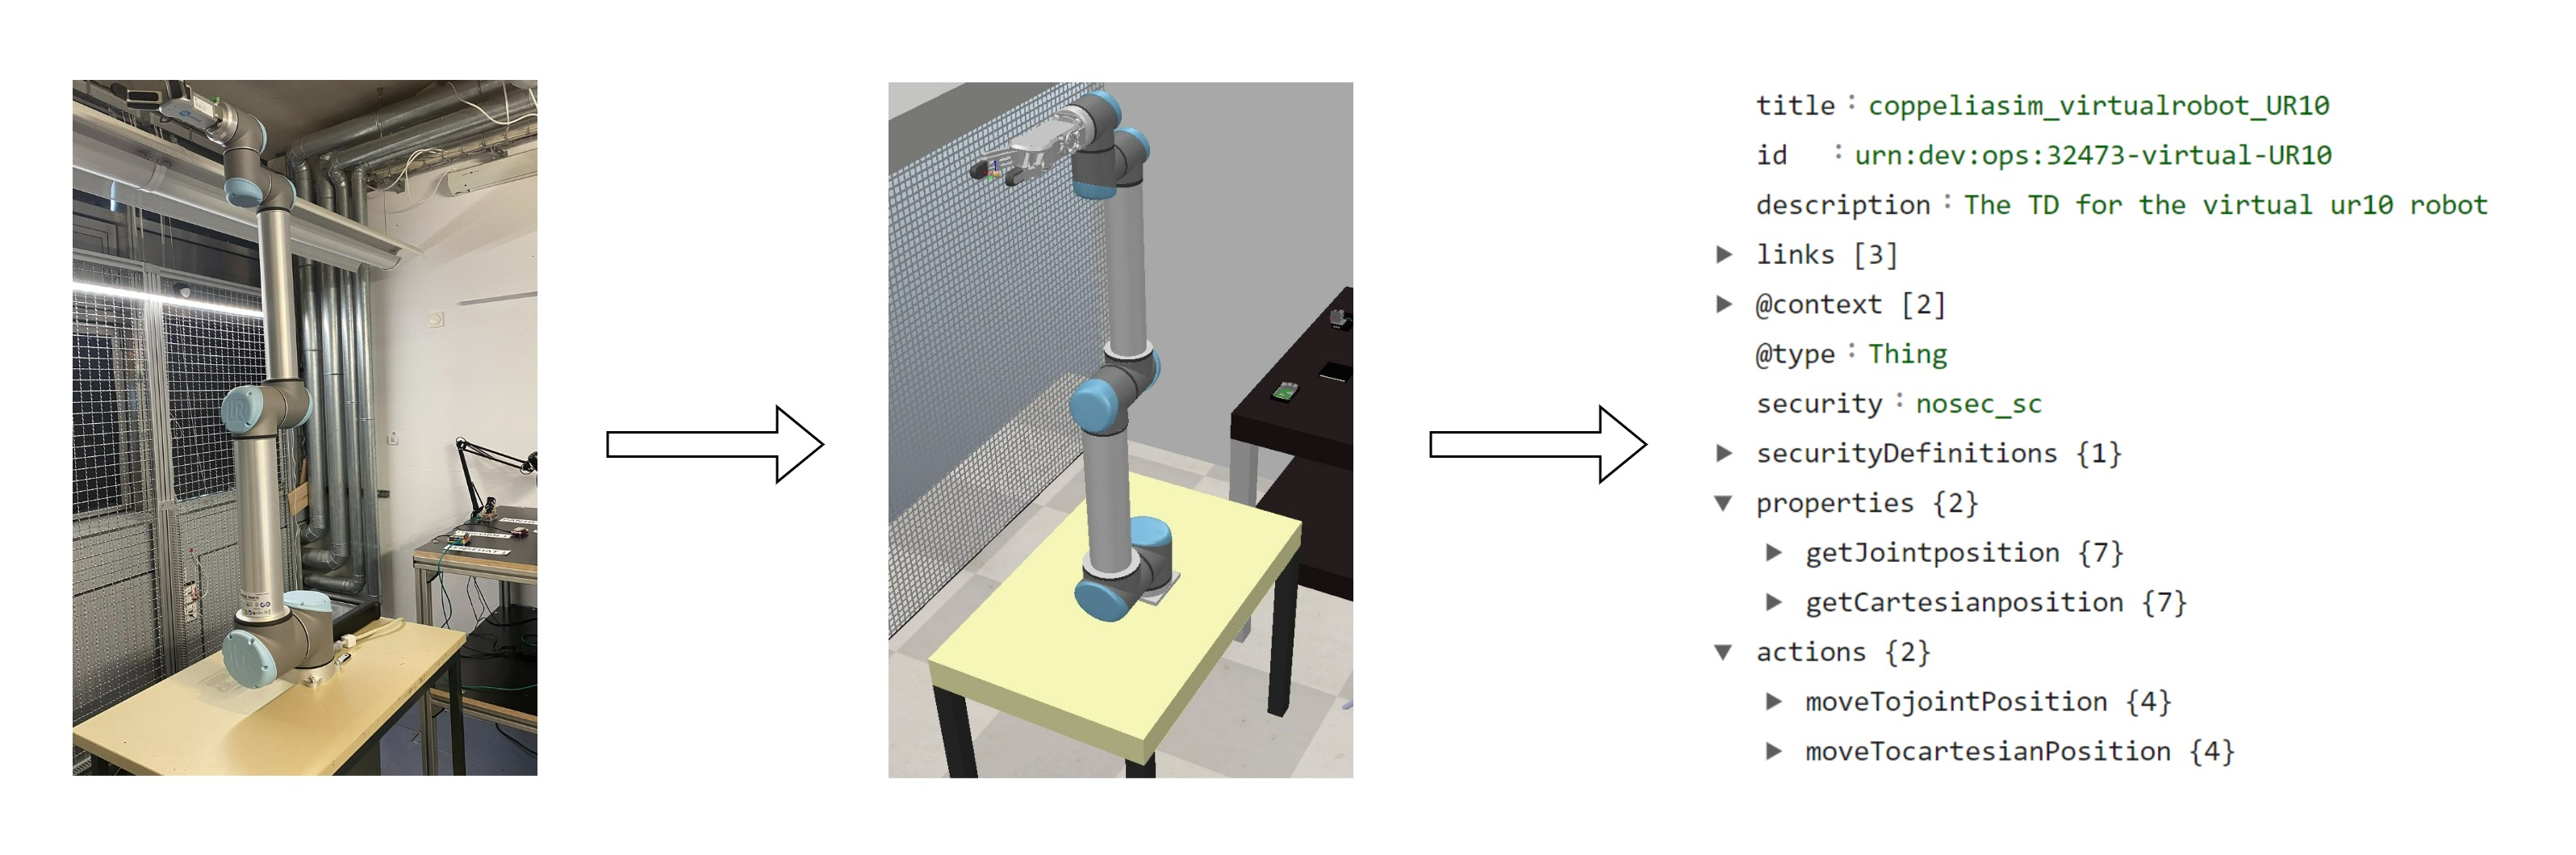 title : coppeliasim_virtualrobot_UR10
id : urn:dev:ops:32473-virtual-UR10
description : The TD for the virtual ur10 robot
links [3]
@context [2]
@type : Thing
security : nosec_sc
securityDefinitions {1}
properties {2}
getJointposition {7}
getCartesianposition {7}
actions {2}
moveTojointPosition {4}
moveTocartesianPosition {4}